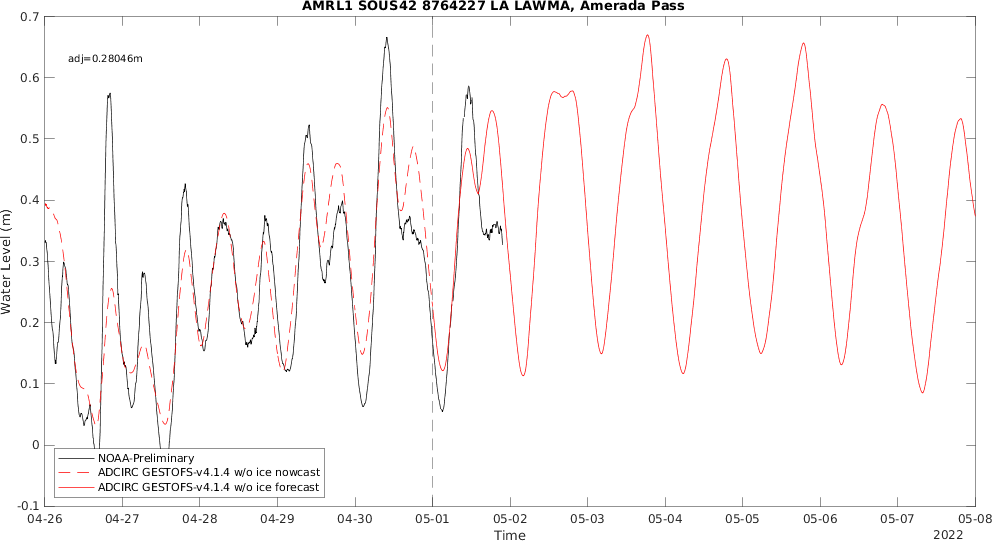 AMRL1 SOUS42 8764227 LA LAWMA, Amerada Pass
0.7
adj=0.28046m
0.6
0.5
0.4
0.3
0.2
0.1
0
-0.1
Water Level (m)
NOAA-Preliminary
ADCIRC GESTOFS-v4.1.4 w/o ice nowcast
ADCIRC GESTOFS-v4.1.4 w/o ice forecast
04-26 04-27 04-28 04-29 04-30 05-01 05-02 05-03 05-04 05-05 05-06 05-07 05-08
Time
2022